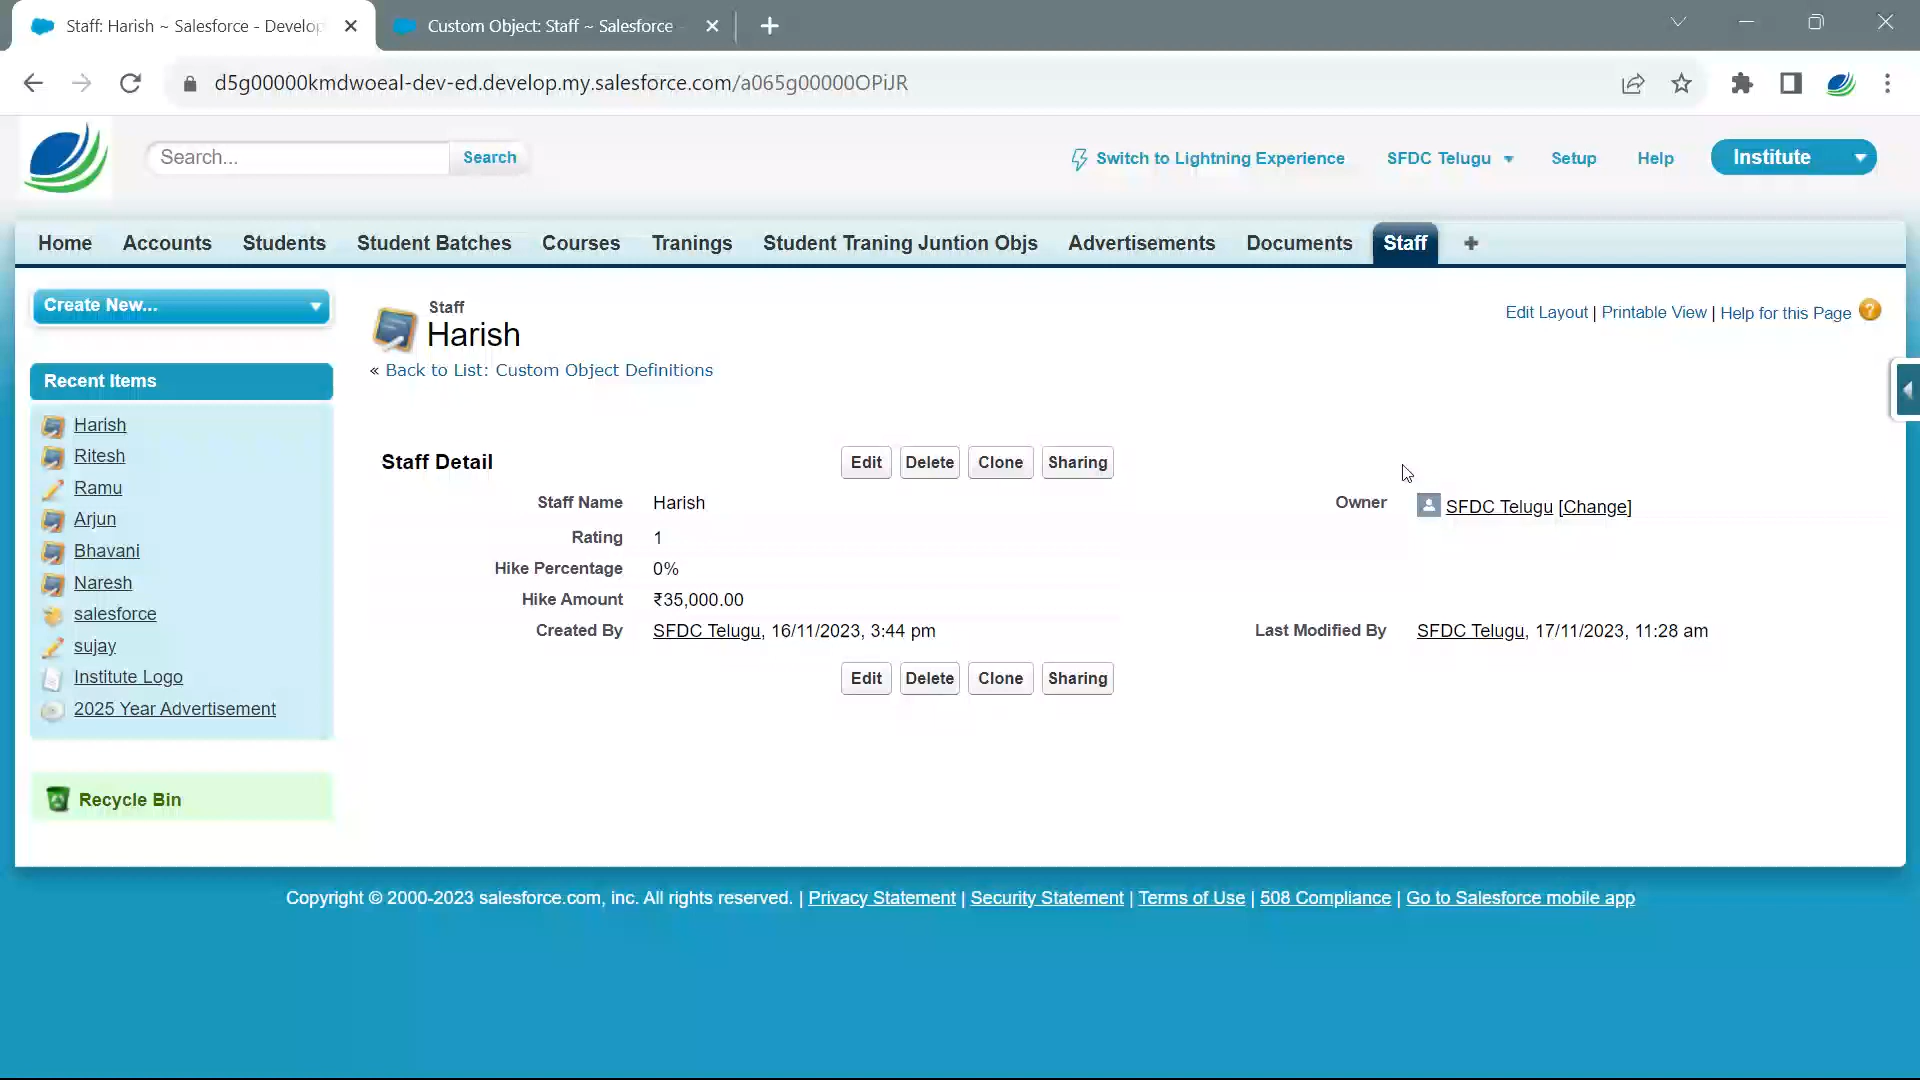 Staff: Harish ~ Salesforce - Develop
Custom Object: Staff ~ Salesforce -
d5g00000kmdwoeal-dev-ed.develop.my.salesforce.com/a065g00000OPiJR
Search...
Search
Switch to Lightning Experience
SFDC Telugu
Setup
Help
Institute
Home Accounts Students Student Batches Courses Tranings Student Traning Juntion Objs Advertisements Documents Staff +
Create New...
Recent Items
Harish
Ritesh
Ramu
Arjun
Bhavani
Naresh
salesforce
sujay
Institute Logo
2025 Year Advertisement
Recycle Bin
Staff
Harish
« Back to List: Custom Object Definitions
Edit Layout | Printable View | Help for this Page ?
Staff Detail
Edit Delete Clone Sharing
Staff Name Harish
Owner SFDC Telugu [Change]
Rating 1
Hike Percentage 0%
Hike Amount ₹35,000.00
Created By SFDC Telugu, 16/11/2023, 3:44 pm
Last Modified By SFDC Telugu, 17/11/2023, 11:28 am
Edit Delete Clone Sharing
Copyright © 2000-2023 salesforce.com, inc. All rights reserved. | Privacy Statement | Security Statement | Terms of Use | 508 Compliance | Go to Salesforce mobile app